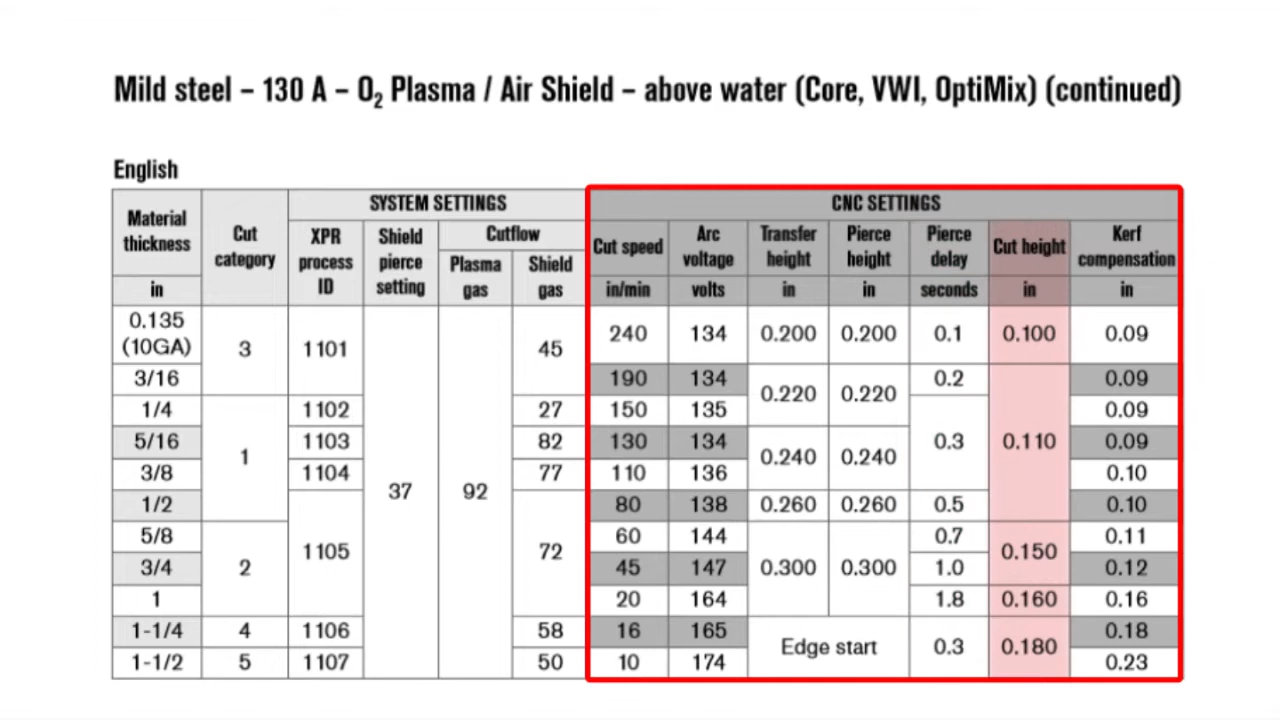 Mild steel – 130 A – O₂ Plasma / Air Shield – above water (Core, VWI, OptiMix) (continued)
English
SYSTEM SETTINGS CNC SETTINGS
Material thickness Cut category XPR process ID Shield pierce setting Cutflow Cut speed Arc voltage Transfer height Pierce height Pierce delay Cut height Kerf compensation
Plasma gas Shield gas
in in/min volts in in seconds in in
0.135 (10GA) 3 1101 37 92 45 240 134 0.200 0.200 0.1 0.100 0.09
3/16 190 134 0.220 0.220 0.2 0.110 0.09
1/4 1 1102 27 150 135 0.3 0.09
5/16 1103 82 130 134 0.240 0.240 0.09
3/8 1104 77 110 136 0.10
1/2 1105 72 80 138 0.260 0.260 0.5 0.10
5/8 2 60 144 0.300 0.300 0.7 0.150 0.11
3/4 45 147 1.0 0.12
1 20 164 1.8 0.160 0.16
1-1/4 4 1106 58 16 165 Edge start 0.3 0.180 0.18
1-1/2 5 1107 50 10 174 0.23